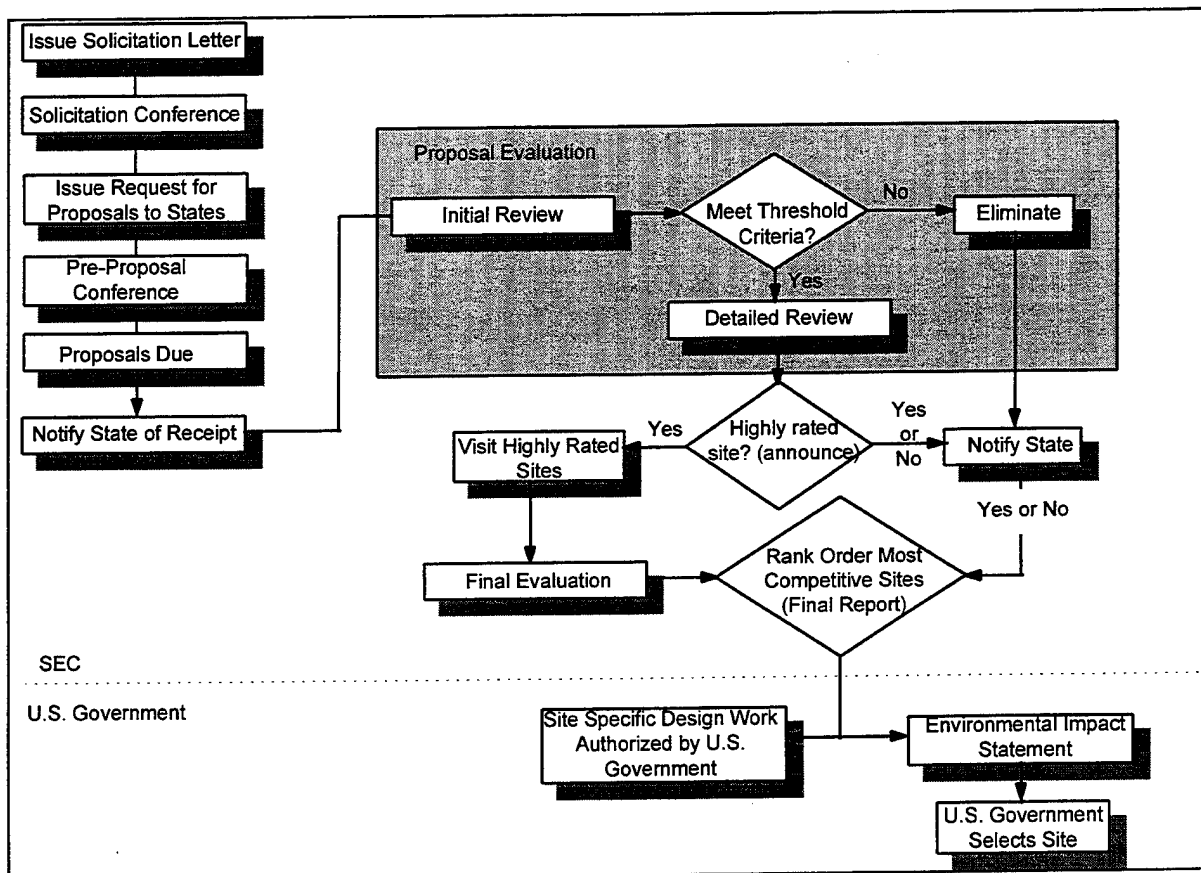 Issue Solicitation Letter
Solicitation Conference
Issue Request for
Proposals to States
Pre-Proposal
Conference
Proposals Due
Notify State of Receipt
Proposal Evaluation
Initial Review
Meet Threshold
Criteria?
No
Eliminate
Yes
Detailed Review
Highly rated
site? (announce)
Yes
Visit Highly Rated
Sites
Yes
or
No
Notify State
Yes or No
Final Evaluation
Rank Order Most
Competitive Sites
(Final Report)
SEC
U.S. Government
Site Specific Design Work
Authorized by U.S.
Government
Environmental Impact
Statement
U.S. Government
Selects Site